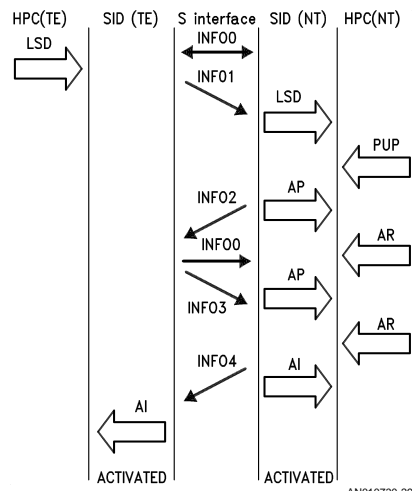 HPC(TE) SID (TE) S interface SID (NT) HPC(NT)
LSD
INFO0
INFO1
LSD
PUP
INFO2
AP
INFO0
AR
AP
INFO3
AR
INFO4
AI
AI
ACTIVATED ACTIVATED